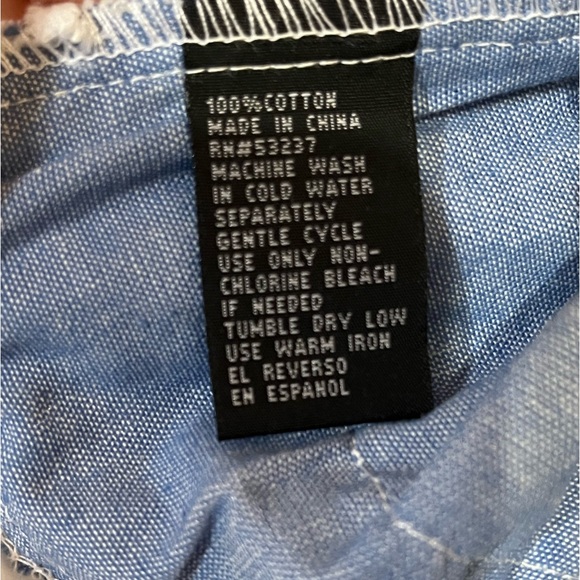 100%COTTON
MADE IN CHINA
RN#53237
MACHINE WASH
IN COLD WATER
SEPARATELY
GENTLE CYCLE
USE ONLY NON-
CHLORINE BLEACH
IF NEEDED
TUMBLE DRY LOW
USE WARM IRON
EL REVERSO
EN ESPANOL